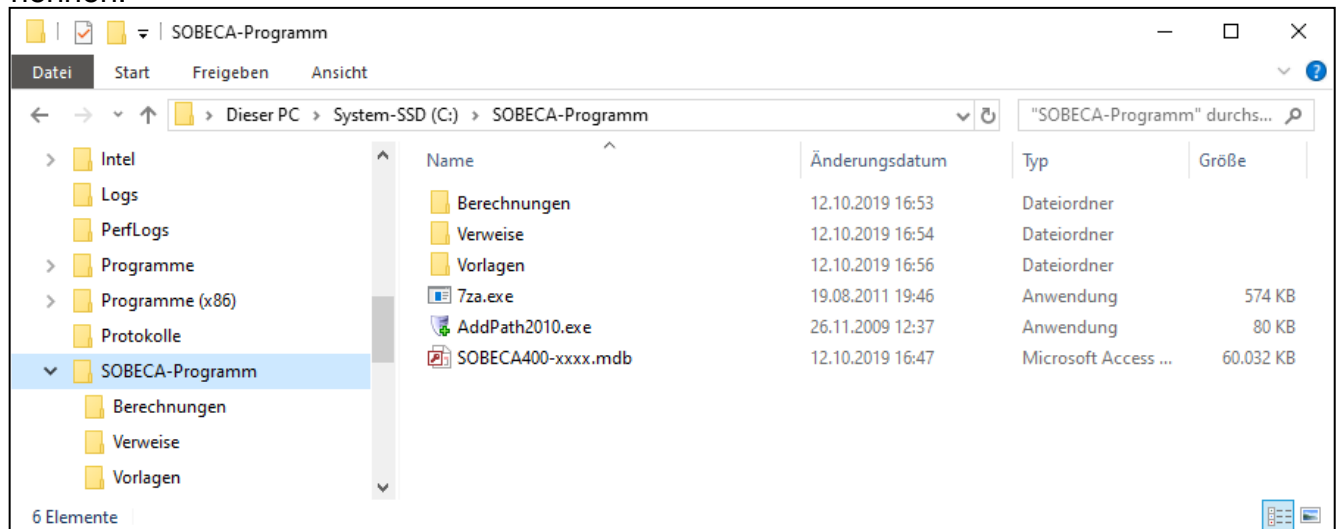 SOBECA-Programm
Datei Start Freigeben Ansicht
Dieser PC > System-SSD (C:) > SOBECA-Programm "SOBECA-Programm" durchs...
Intel
Logs
PerfLogs
Programme
Programme (x86)
Protokolle
SOBECA-Programm
Berechnungen
Verweise
Vorlagen
Name Änderungsdatum Typ Größe
Berechnungen 12.10.2019 16:53 Dateiordner
Verweise 12.10.2019 16:54 Dateiordner
Vorlagen 12.10.2019 16:56 Dateiordner
7za.exe 19.08.2011 19:46 Anwendung 574 KB
AddPath2010.exe 26.11.2009 12:37 Anwendung 80 KB
SOBECA400-xxxx.mdb 12.10.2019 16:47 Microsoft Access ... 60.032 KB
6 Elemente